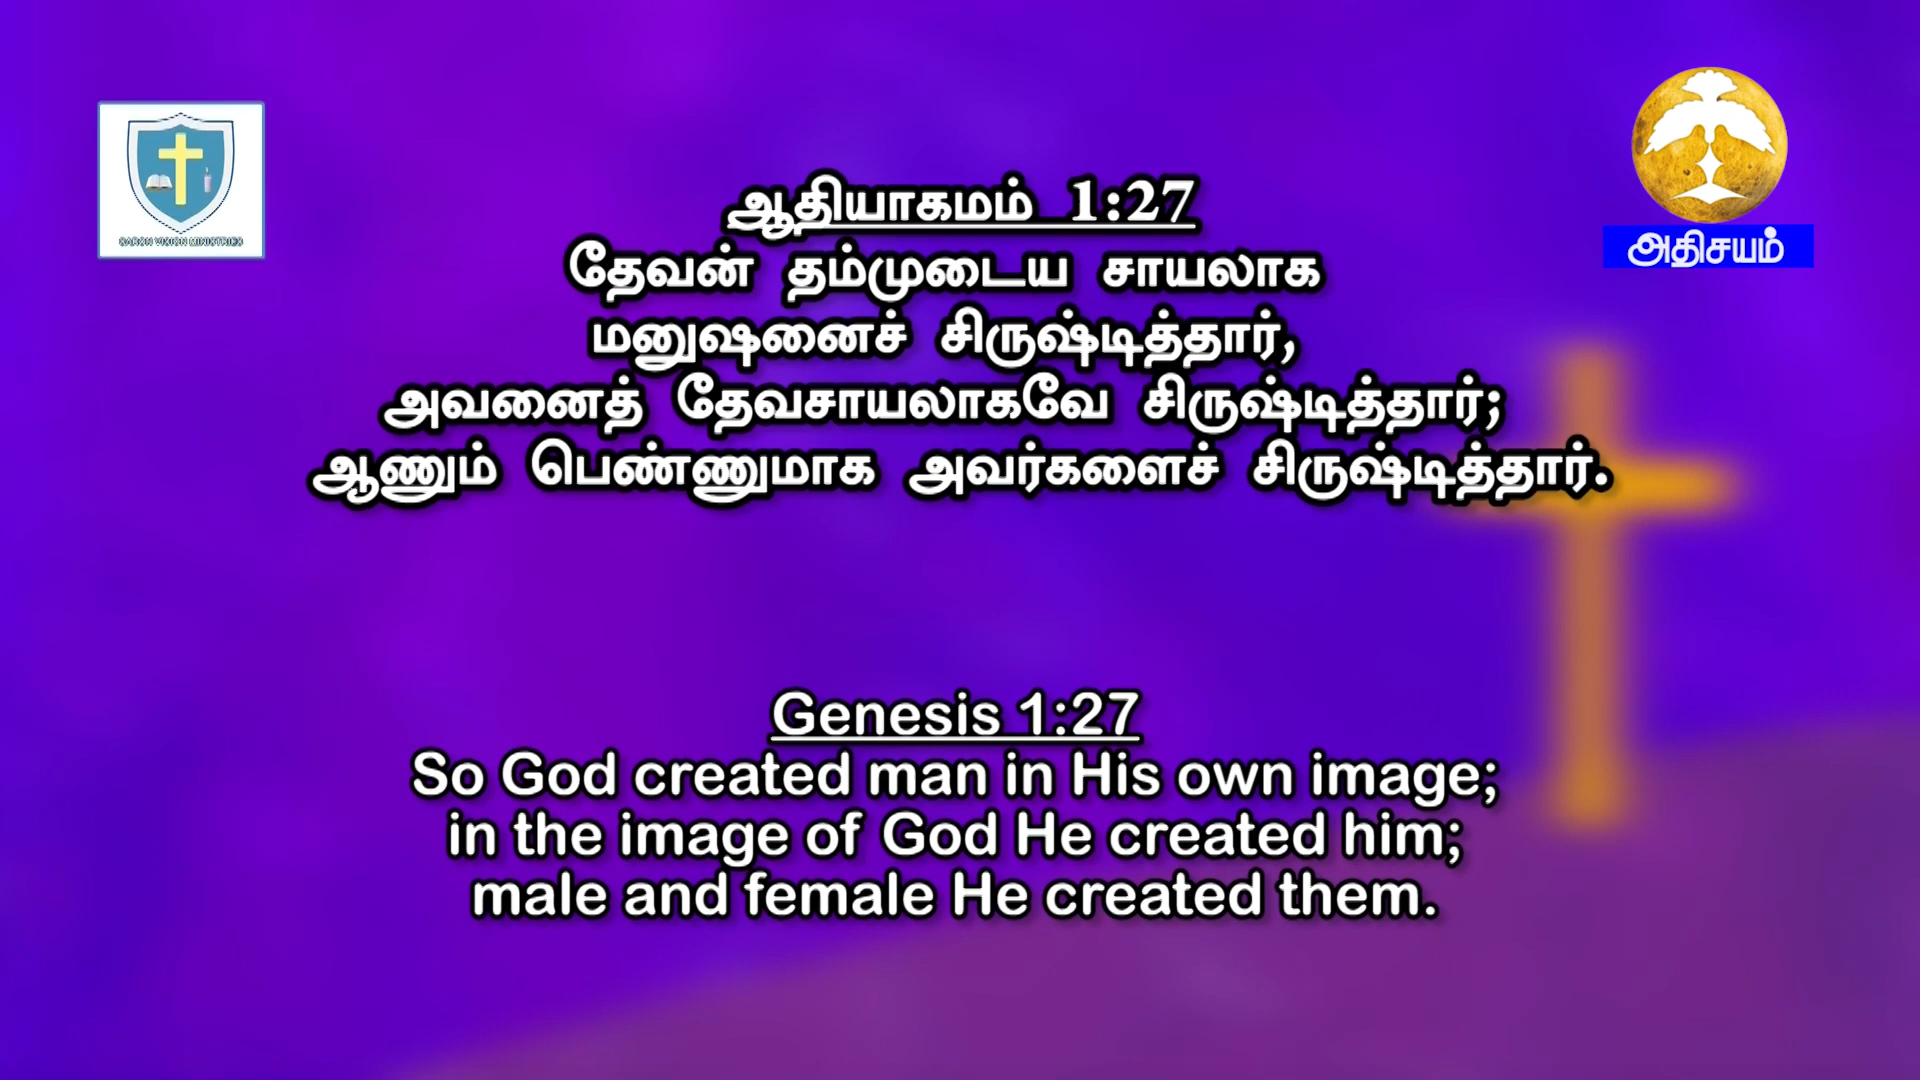 ஆதியாகமம் 1:27
தேவன் தம்முடைய சாயலாக
மனுஷனைச் சிருஷ்டித்தார்,
அவனைத் தேவசாயலாகவே சிருஷ்டித்தார்;
ஆணும் பெண்ணுமாக அவர்களைச் சிருஷ்டித்தார்.
அதிசயம்
Genesis 1:27
So God created man in His own image;
in the image of God He created him;
male and female He created them.